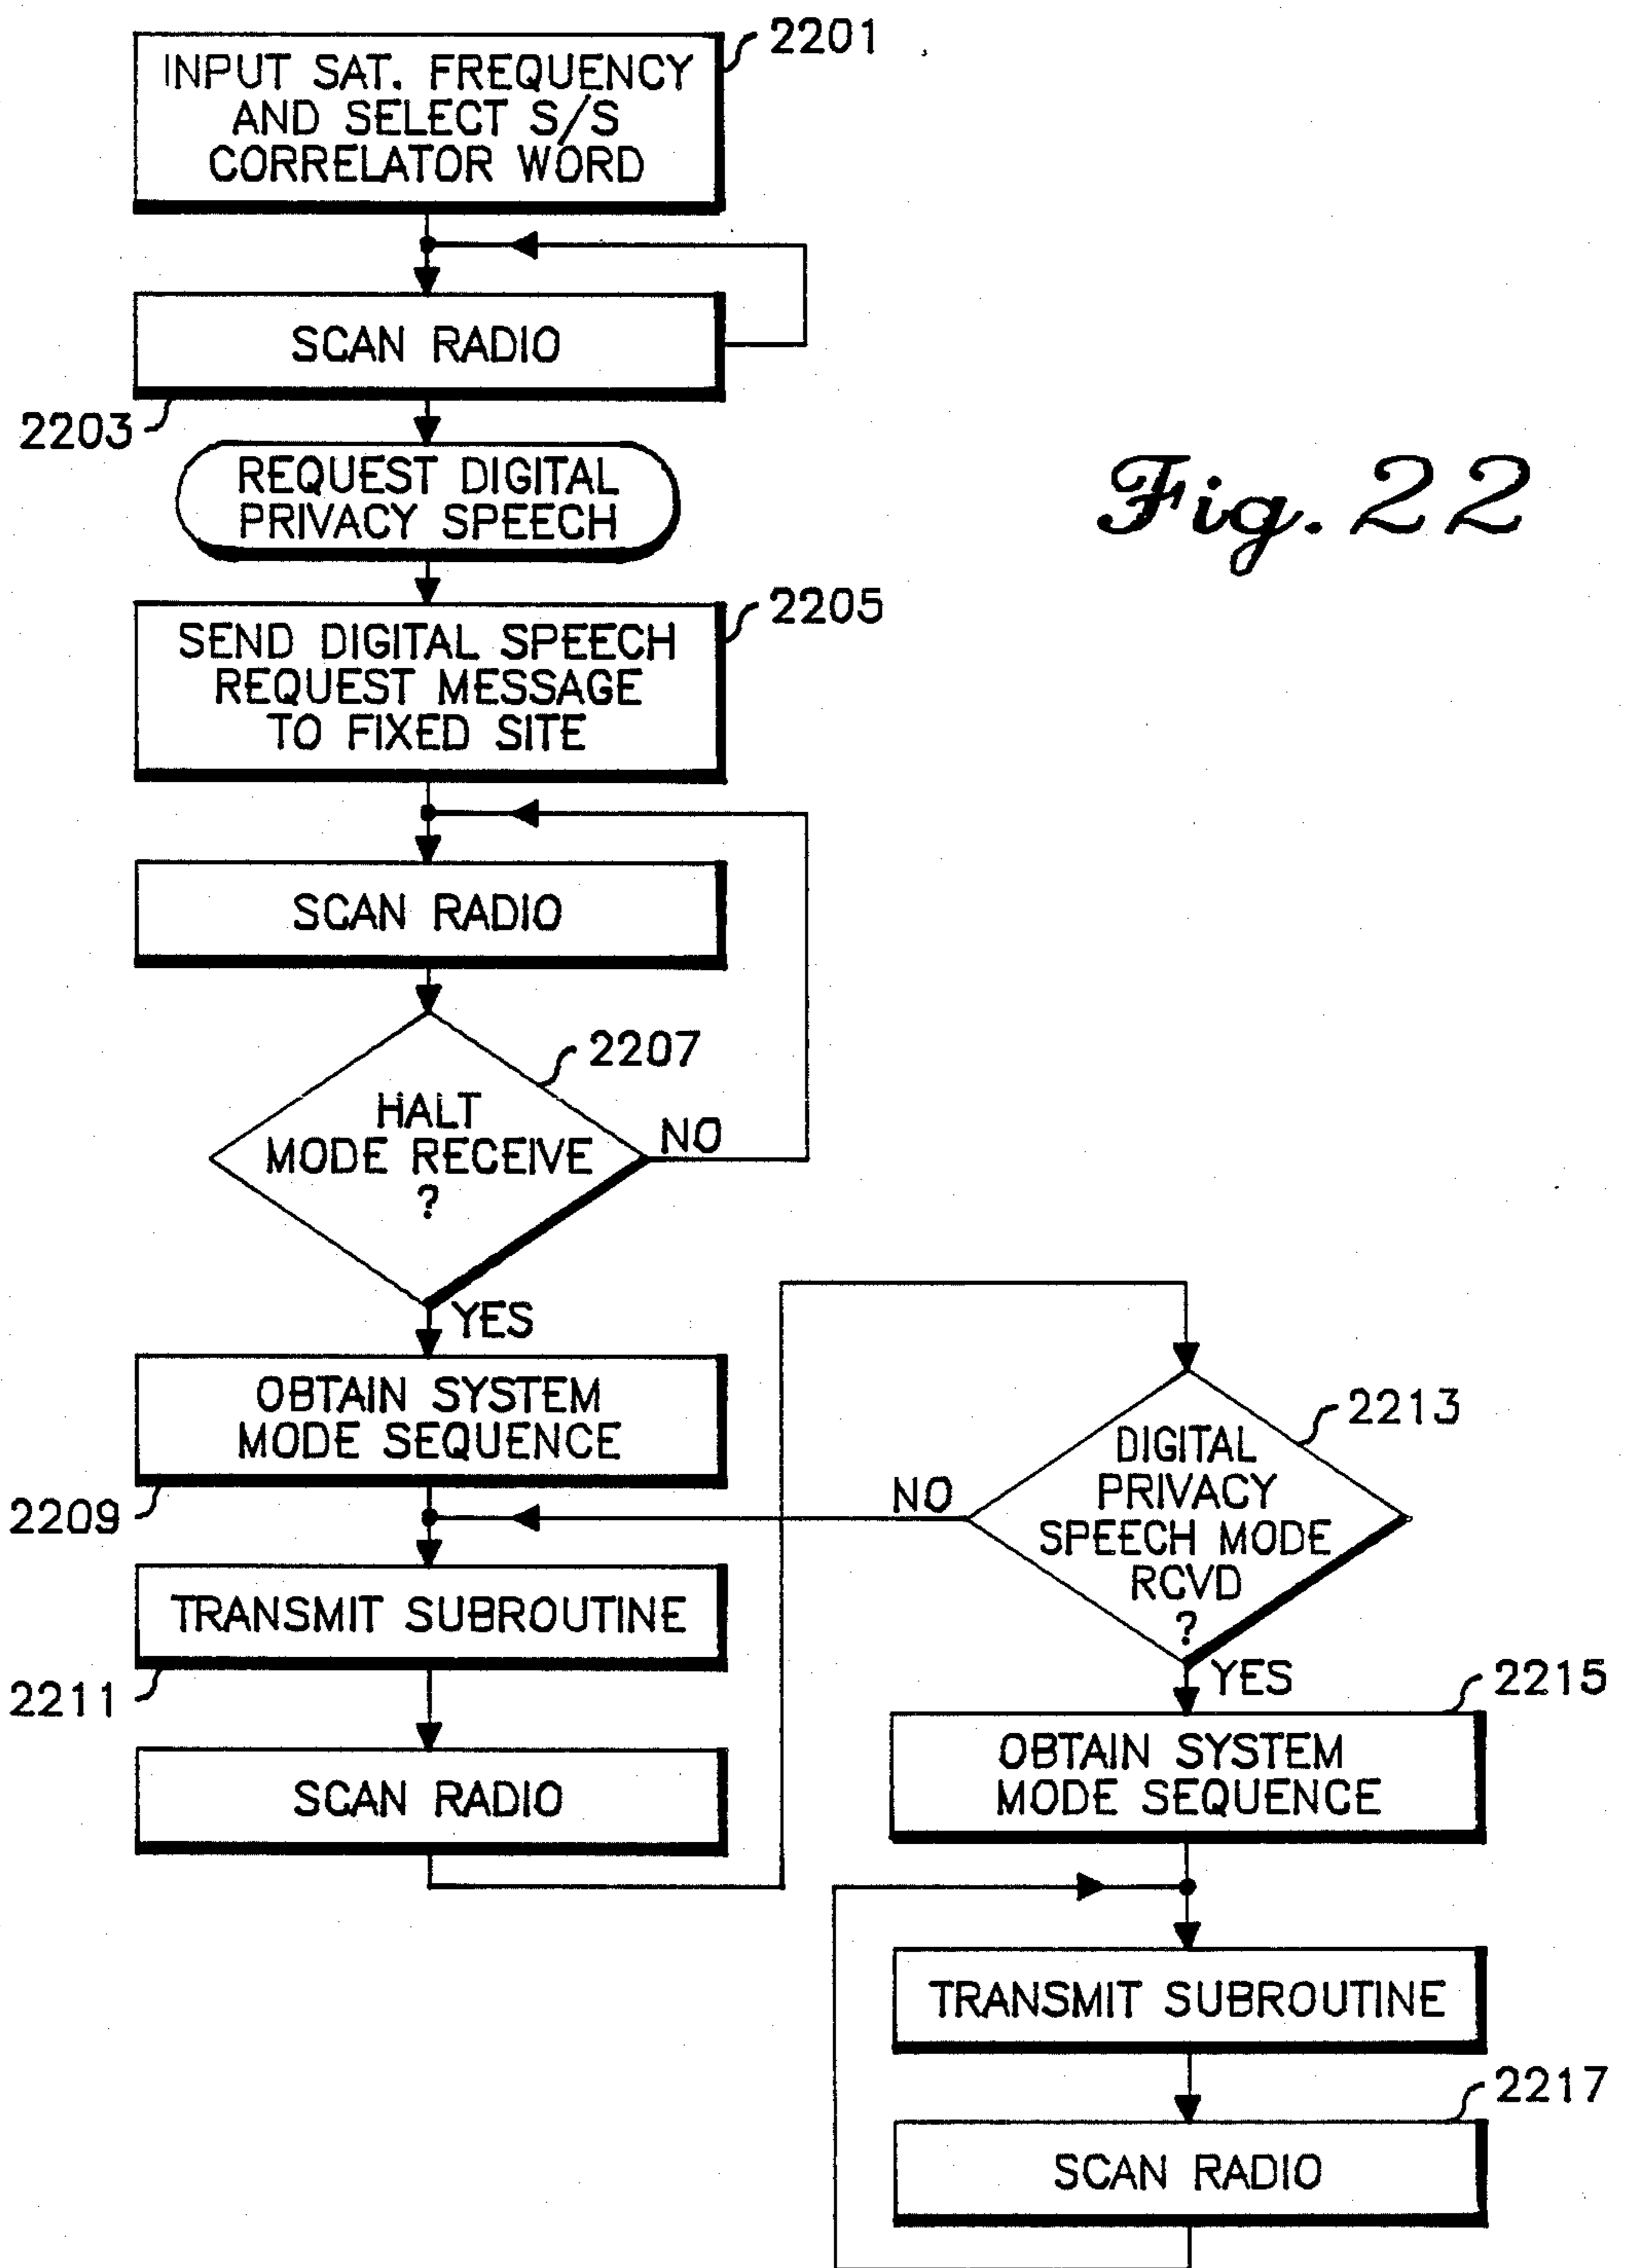 2201
INPUT SAT. FREQUENCY
AND SELECT S/S
CORRELATOR WORD
SCAN RADIO
2203
REQUEST DIGITAL
PRIVACY SPEECH
Fig. 22
2205
SEND DIGITAL SPEECH
REQUEST MESSAGE
TO FIXED SITE
SCAN RADIO
2207
HALT
MODE RECEIVE
?
NO
YES
OBTAIN SYSTEM
MODE SEQUENCE
2209
TRANSMIT SUBROUTINE
2211
SCAN RADIO
2213
DIGITAL
PRIVACY
SPEECH MODE
RCVD
?
NO
YES
2215
OBTAIN SYSTEM
MODE SEQUENCE
TRANSMIT SUBROUTINE
2217
SCAN RADIO